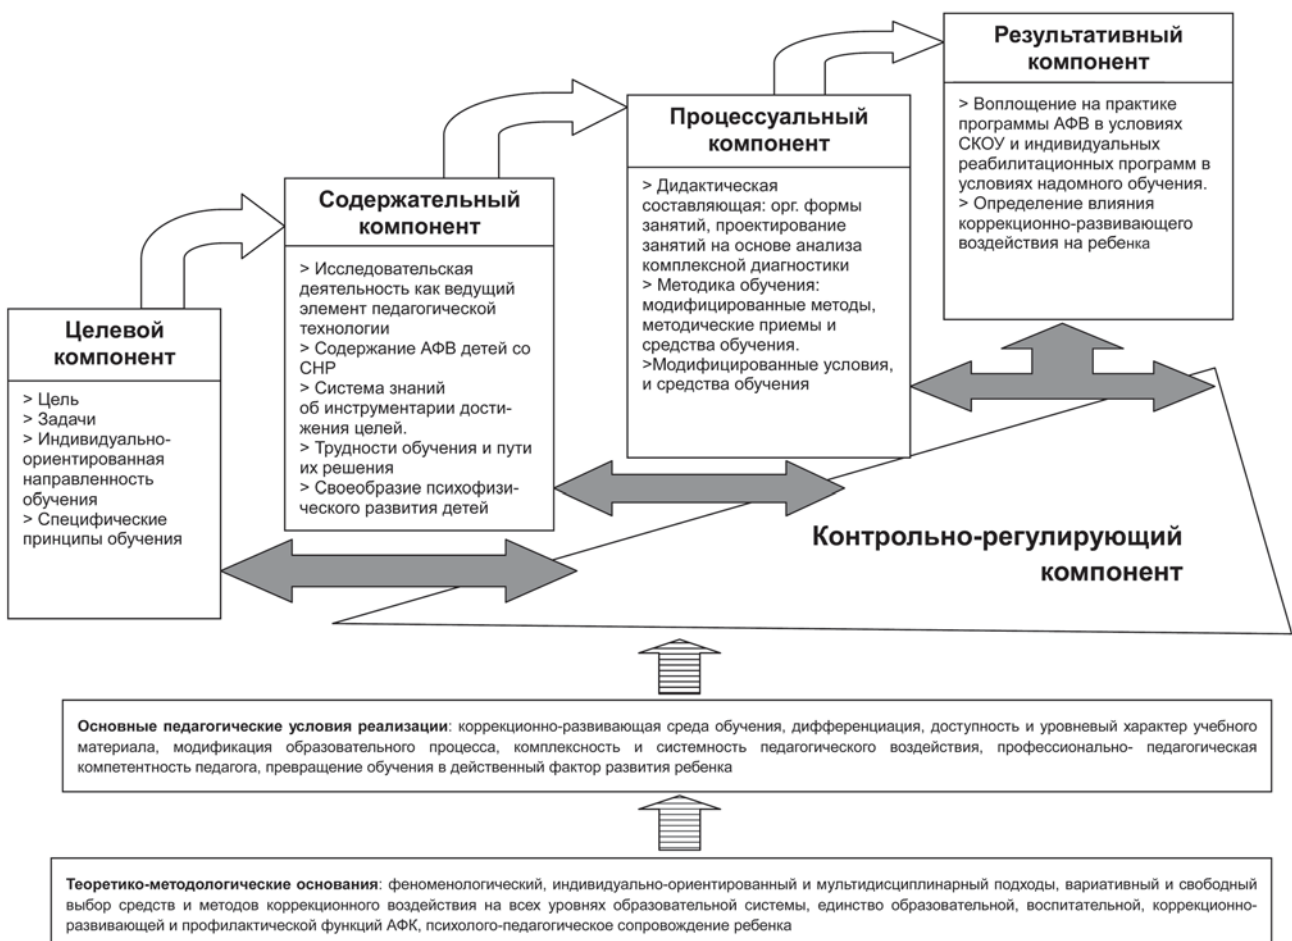 Целевой
компонент
> Цель
> Задачи
> Индивидуально-
ориентированная
направленность
обучения
> Специфические
принципы обучения
Содержательный
компонент
> Исследовательская
деятельность как ведущий
элемент педагогической
технологии
> Содержание АФВ детей со
СНР
> Система знаний
об инструментарии дости-
жения целей.
> Трудности обучения и пути
их решения
> Своеобразие психофизи-
ческого развития детей
Процессуальный
компонент
> Дидактическая
составляющая: орг. формы
занятий, проектирование
занятий на основе анализа
комплексной диагностики
> Методика обучения:
модифицированные методы,
методические приемы и
средства обучения.
>Модифицированные условия,
и средства обучения
Результативный
компонент
> Воплощение на практике
программы АФВ в условиях
СКОУ и индивидуальных
реабилитационных программ в
условиях надомного обучения.
> Определение влияния
коррекционно-развивающего
воздействия на ребенка
Контрольно-регулирующий
компонент
Основные педагогические условия реализации: коррекционно-развивающая среда обучения, дифференциация, доступность и уровневый характер учебного
материала, модификация образовательного процесса, комплексность и системность педагогического воздействия, профессионально- педагогическая
компетентность педагога, превращение обучения в действенный фактор развития ребенка
Теоретико-методологические основания: феноменологический, индивидуально-ориентированный и мультидисциплинарный подходы, вариативный и свободный
выбор средств и методов коррекционного воздействия на всех уровнях образовательной системы, единство образовательной, воспитательной, коррекционно-
развивающей и профилактической функций АФК, психолого-педагогическое сопровождение ребенка